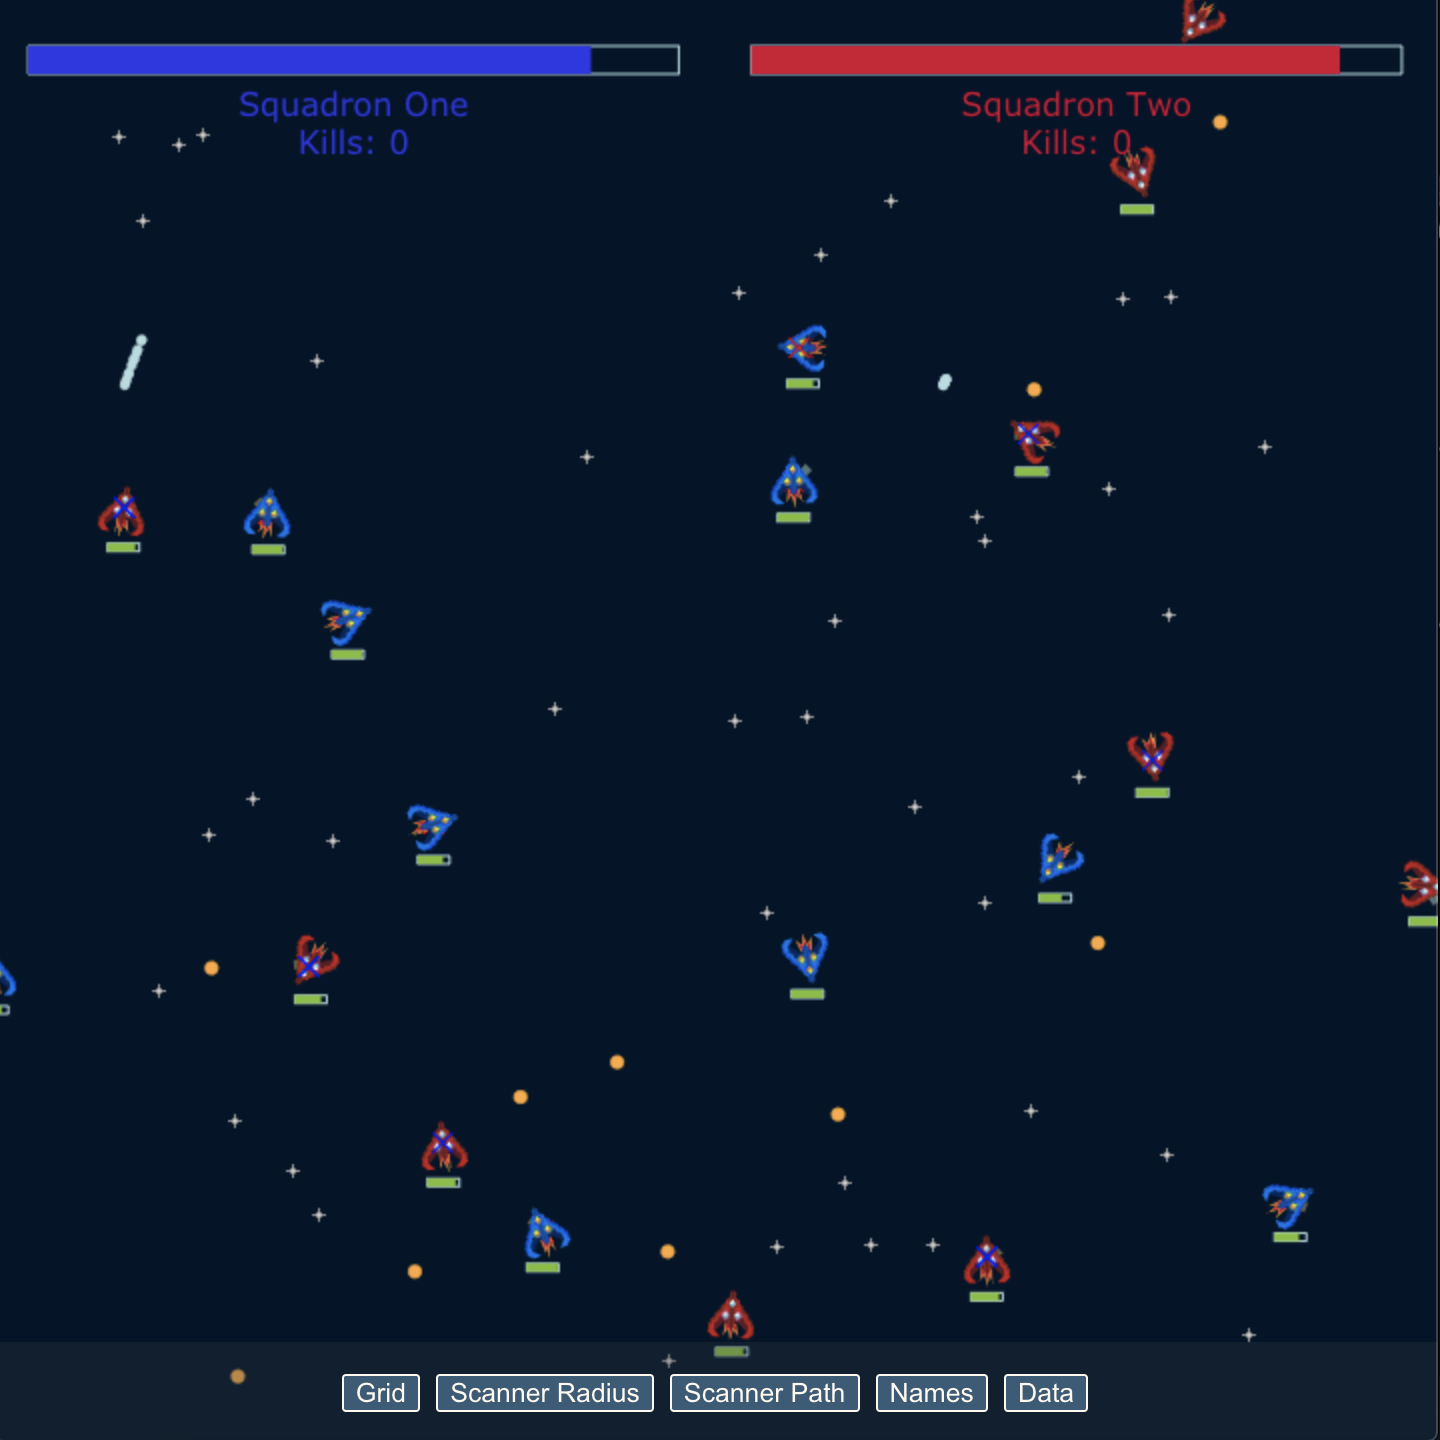 Squadron One
Kills: 0
Squadron Two
Kills: 0
Grid
Scanner Radius
Scanner Path
Names
Data